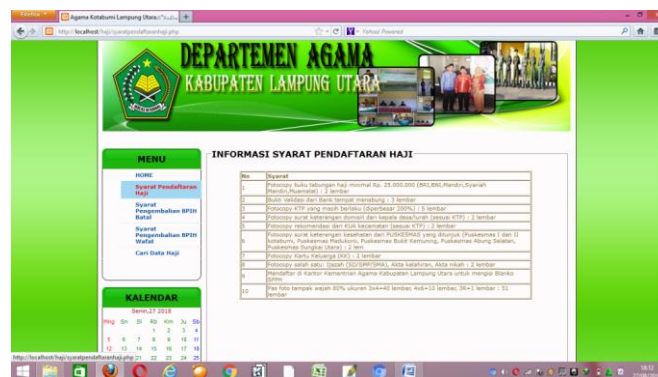 Firefox
Agama Kotabumi Lampung Utara
http://localhost/haji/syaratpendaftaranhaji.php
Yahoo Powered
DEPARTEMEN AGAMA
KABUPATEN LAMPUNG UTARA
MENU
HOME
Syarat Pendaftaran
Haji
Syarat
Pengembalian BPIH
Batal
Syarat
Pengembalian BPIH
Wafat
Cari Data Haji
INFORMASI SYARAT PENDAFTARAN HAJI
No Syarat
1 Fotocopy buku tabungan haji minimal Rp. 25.000.000 (BRI,BNI,Mandiri,Syariah
Mendiri,Muamalat) : 2 lembar
2 Bukti Validasi dari Bank tempat menabung : 3 lembar
3 Fotocopy KTP yang masih berlaku (diperbesar 200%) : 5 lembar
4 Fotocopy surat keterangan domisili dari kepala desa/lurah (sesuai KTP) : 2 lembar
5 Fotocopy rekomendasi dari KUA kecamatan (sesuai KTP) : 2 lembar
6 Fotocopy surat keterangan kesehatan dari PUSKESMAS yang ditunjuk (Puskesmas I dan II
kotabumi, Puskesmas Madukoro, Puskesmas Bukit Kemuning, Puskesmas Abung Selatan,
Puskesmas Sungkai Utara) : 2 lem
7 Fotocopy Kartu Keluarga (KK) : 2 lembar
8 Fotocopy salah satu: Ijazah (SD/SMP/SMA), Akta kelahiran, Akta nikah : 2 lembar
9 Mendaftar di Kantor Kementrian Agama Kabupaten Lampung Utara untuk mengisi Blanko
SPPH
10 Pas foto tampak wajah 80% ukuran 3x4=40 lembar, 4x6=10 lembar, 3R=1 lembar : 51
lembar
KALENDAR
Senin,27 2018
Ming Sn Sl Rb Km Ju Sb
1 2 3 4
5 6 7 8 9 10 11
12 13 14 15 16 17 18
21 22 23 24 25
http://localhost/haji/syaratpendaftaranhaji.php
16:12